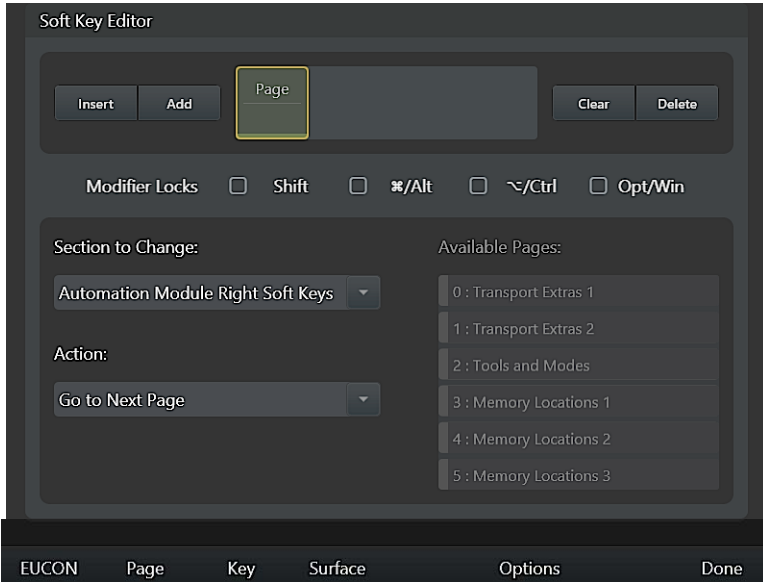 Soft Key Editor
Insert Add Page Clear Delete
Modifier Locks Shift ⌘/Alt ⌥/Ctrl Opt/Win
Section to Change:
Automation Module Right Soft Keys
Action:
Go to Next Page
Available Pages:
0 : Transport Extras 1
1 : Transport Extras 2
2 : Tools and Modes
3 : Memory Locations 1
4 : Memory Locations 2
5 : Memory Locations 3
EUCON Page Key Surface Options Done